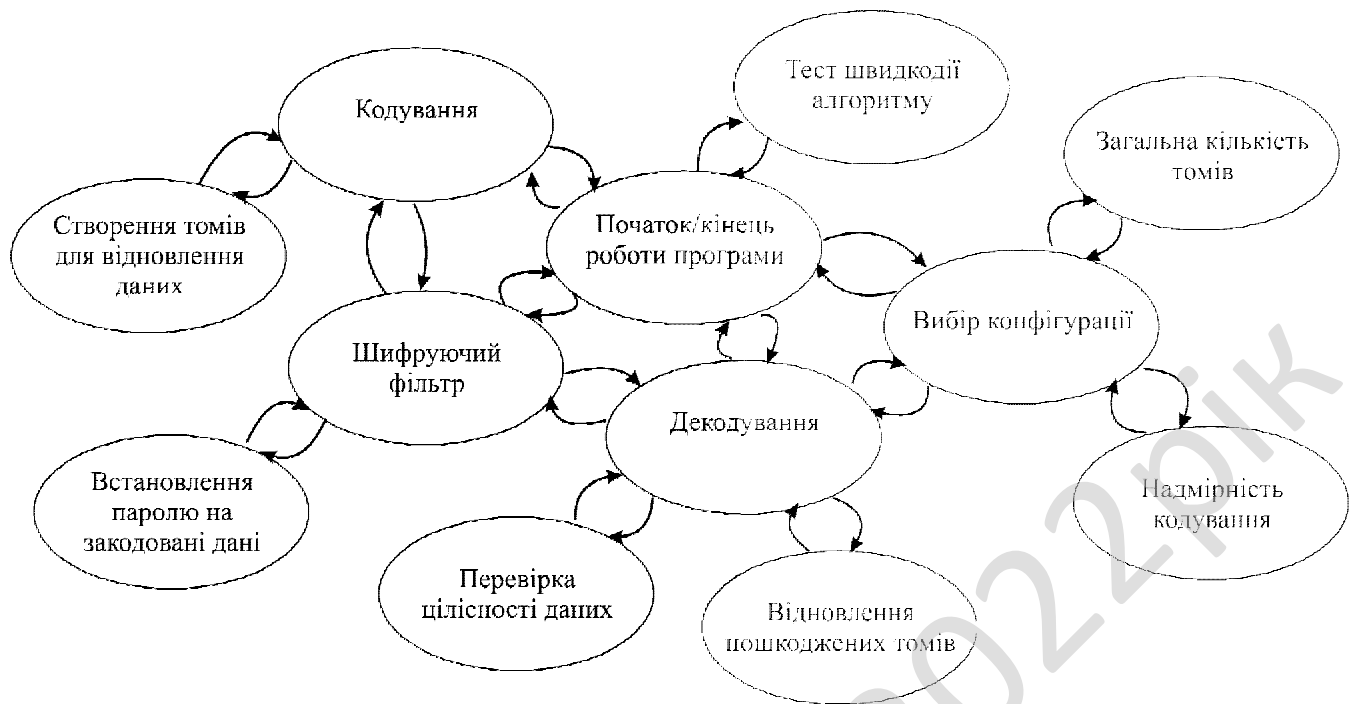 Кодування
Тест швидкодії
алгоритму
Загальна кількість
томів
Створення томів
для відновлення
даних
Початок/кінець
роботи програми
Вибір конфігурації
Шифруючий
фільтр
Декодування
Встановлення
паролю на
закодовані дані
Надмірність
кодування
Перевірка
цілісності даних
Відновлення
пошкоджених томів
2022рік